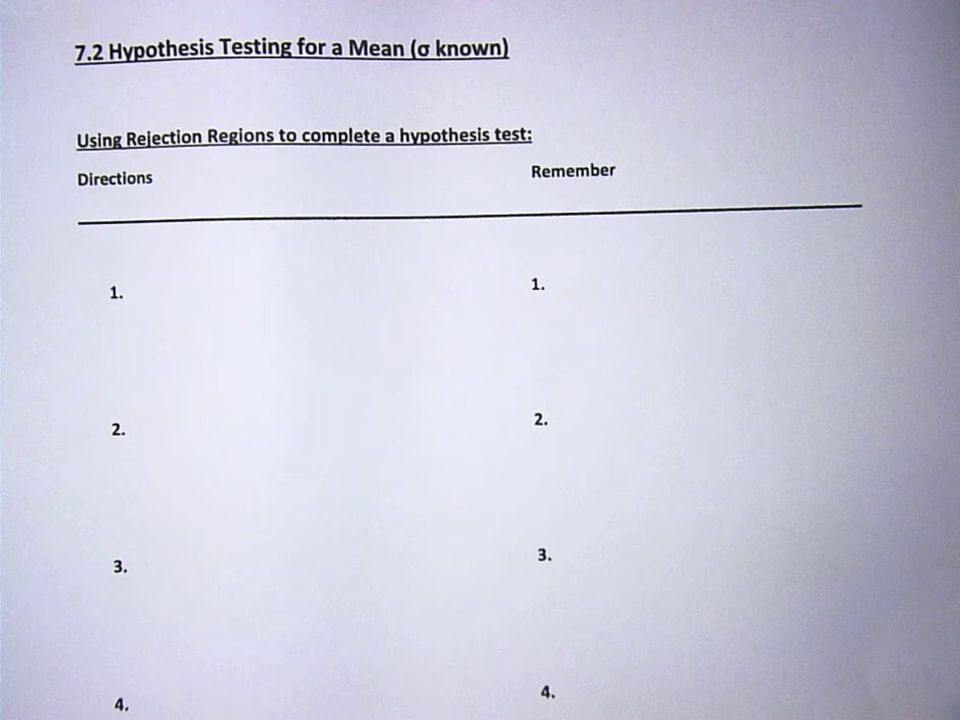 7.2 Hypothesis Testing for a Mean (σ known)
Using Rejection Regions to complete a hypothesis test:
Directions Remember
1. 1.
2. 2.
3. 3.
4. 4.